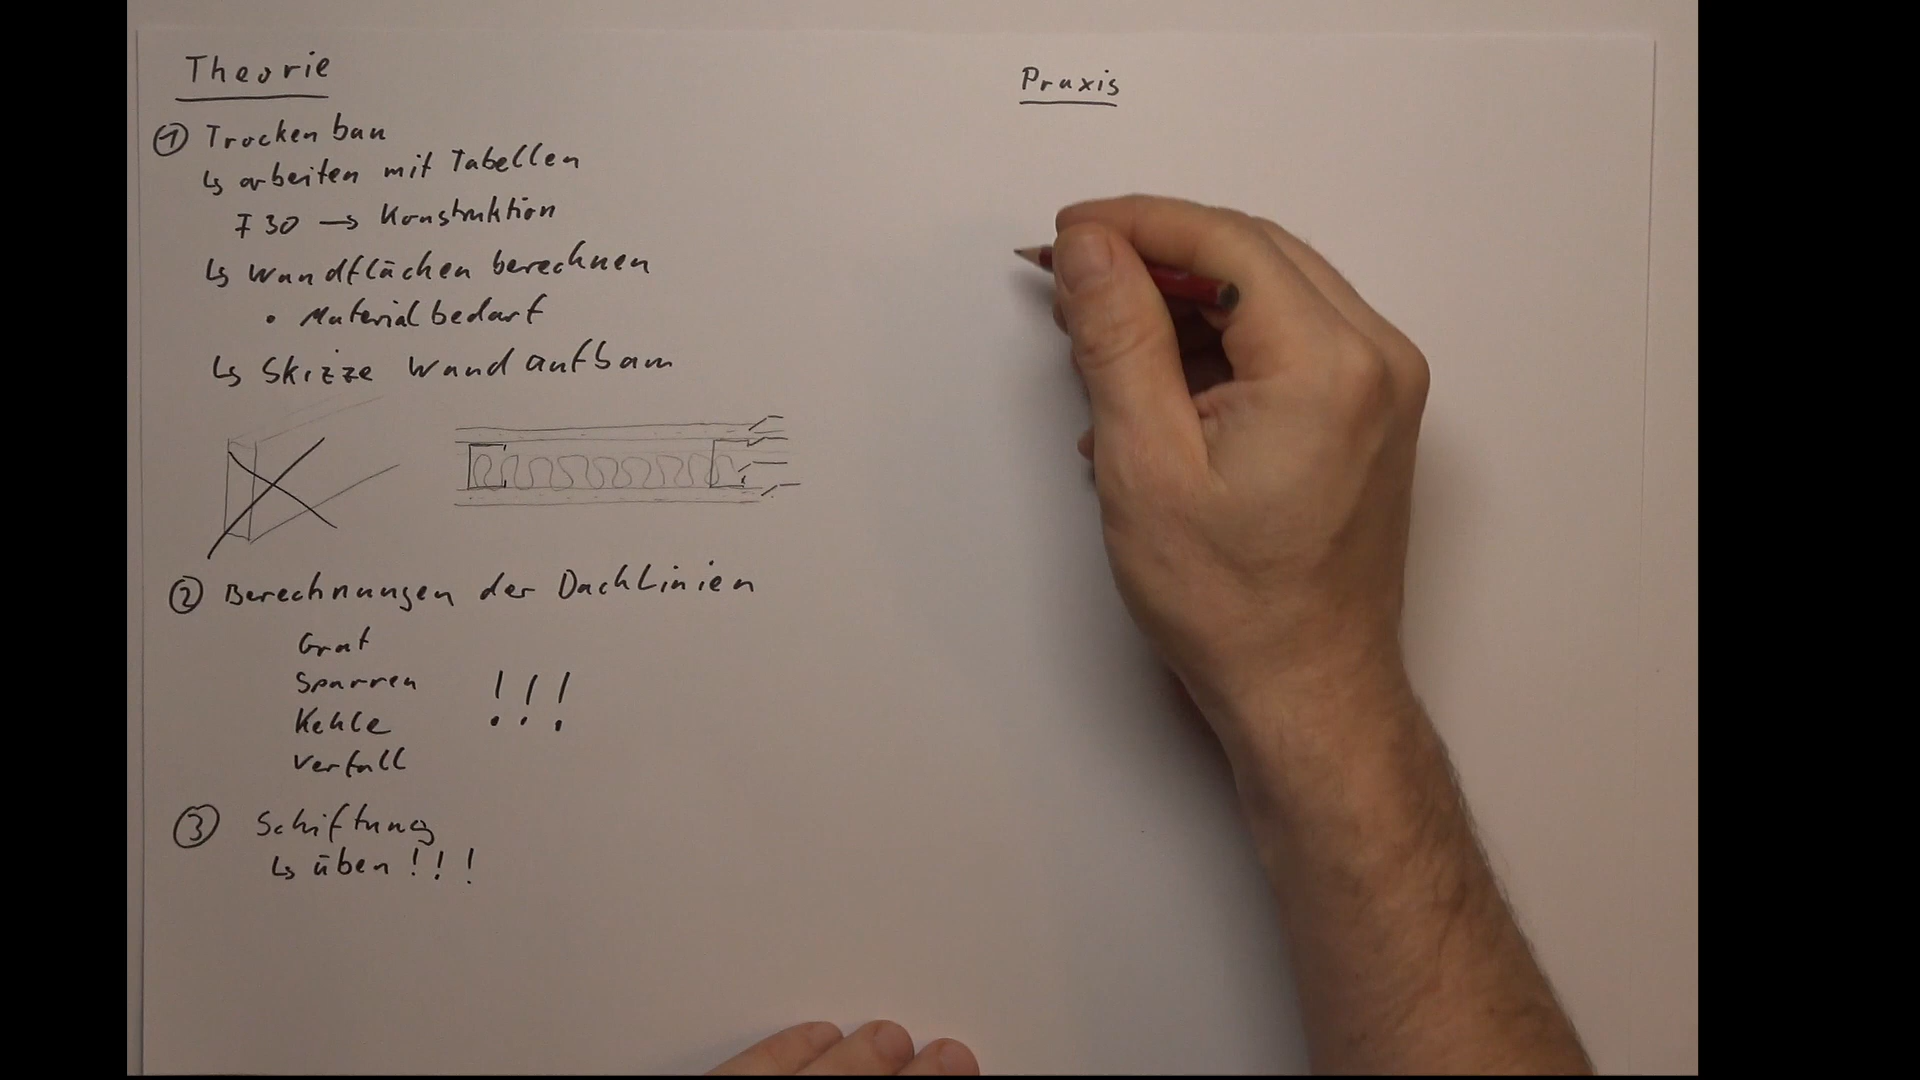 Theorie
① Trockenbau
↳ arbeiten mit Tabellen
F 30 → Konstruktion
↳ Wandflächen berechnen
• Materialbedarf
↳ Skizze Wandaufbau
② Berechnungen der Dachlinien
Grat
Sparren
Kehle
Verfall
! ! !
③ Schiftung
↳ üben ! ! !
Praxis